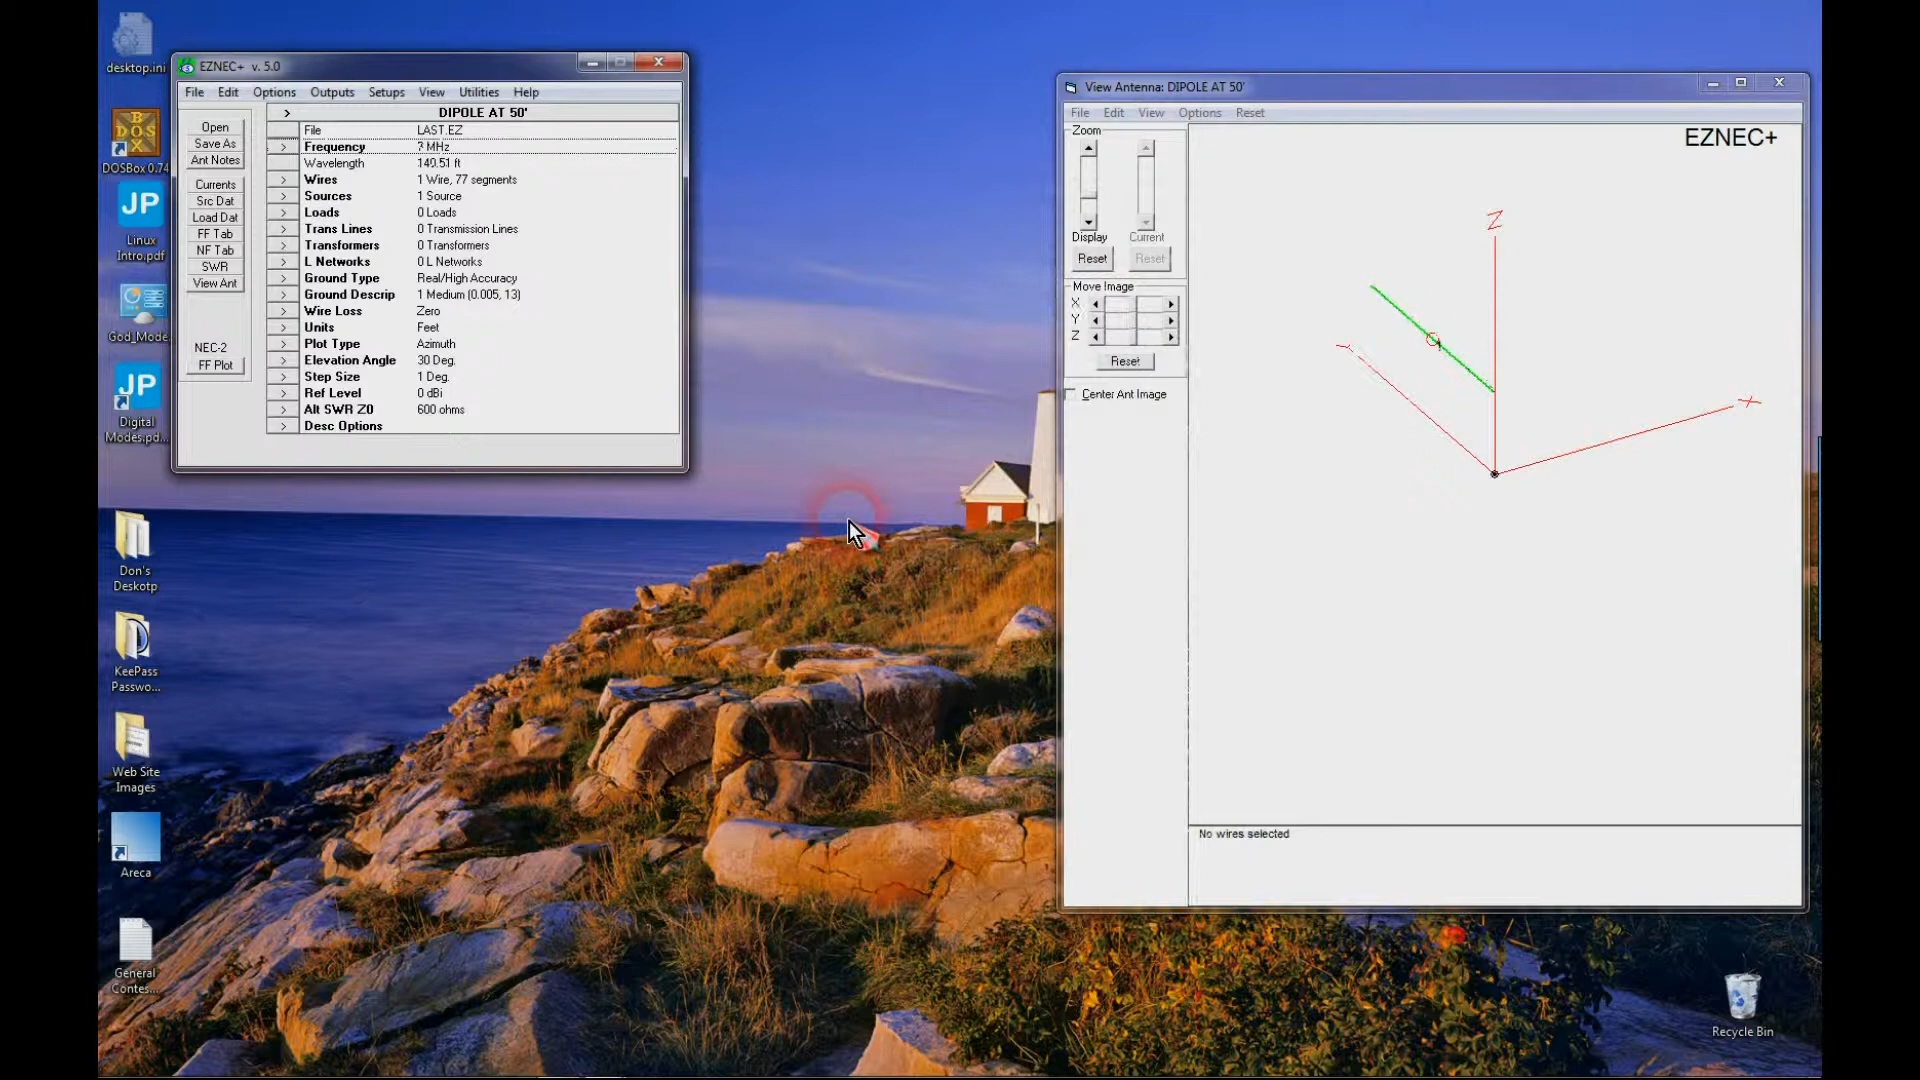 desktop.ini
DOSBox 0.74
JP
Linux
Intro.pdf
God_Mode...
JP
Digital
Modes.pd...
Don's
Deskotp
KeePass
Passwo...
Web Site
Images
Areca
General
Contes...
EZNEC+ v. 5.0
File Edit Options Outputs Setups View Utilities Help
Open
Save As
Ant Notes
Currents
Src Dat
Load Dat
FF Tab
NF Tab
SWR
View Ant
NEC-2
FF Plot
> DIPOLE AT 50'
File LAST.EZ
> Frequency 7 MHz
Wavelength 140.51 ft
> Wires 1 Wire, 77 segments
> Sources 1 Source
> Loads 0 Loads
> Trans Lines 0 Transmission Lines
> Transformers 0 Transformers
> L Networks 0 L Networks
> Ground Type Real/High Accuracy
> Ground Descrip 1 Medium (0.005, 13)
> Wire Loss Zero
> Units Feet
> Plot Type Azimuth
> Elevation Angle 30 Deg.
> Step Size 1 Deg.
> Ref Level 0 dBi
> Alt SWR Z0 600 ohms
> Desc Options
View Antenna: DIPOLE AT 50'
File Edit View Options Reset
Zoom
Display Current
Reset Reset
Move Image
X
Y
Z
Reset
Center Ant Image
EZNEC+
Z
Y
X
No wires selected
Recycle Bin